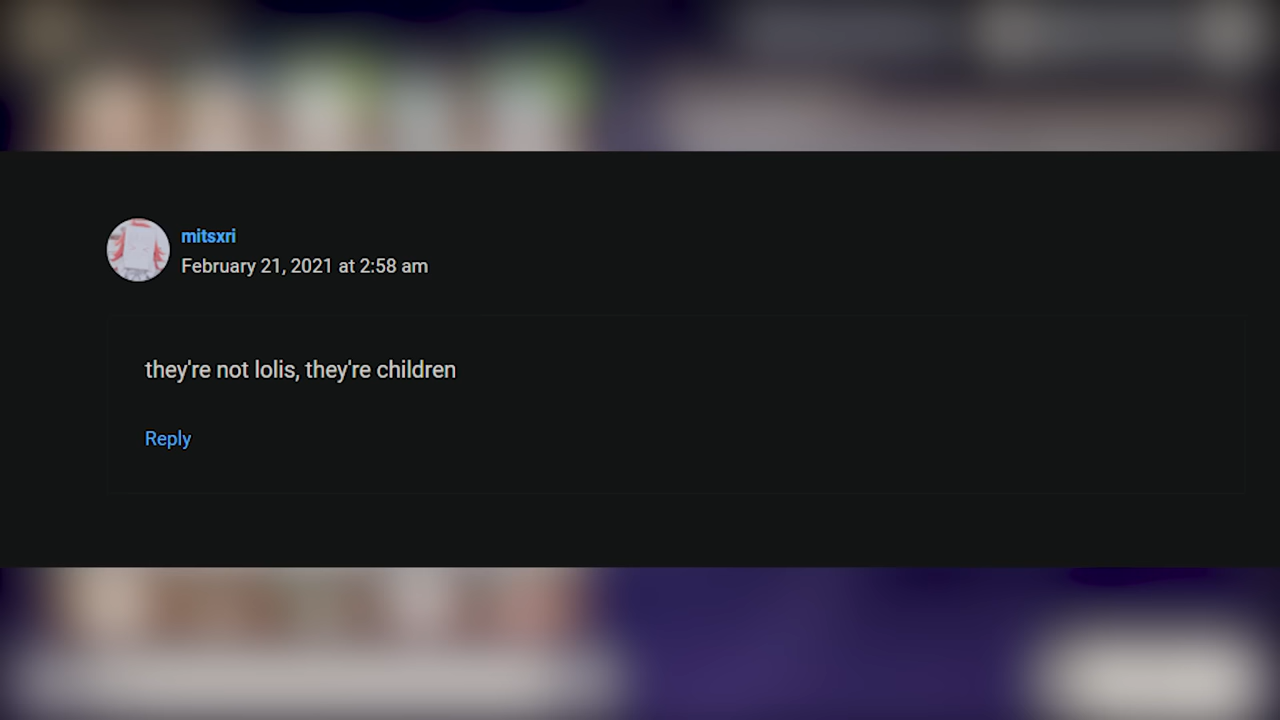 mitsxri
February 21, 2021 at 2:58 am
they're not lolis, they're children
Reply